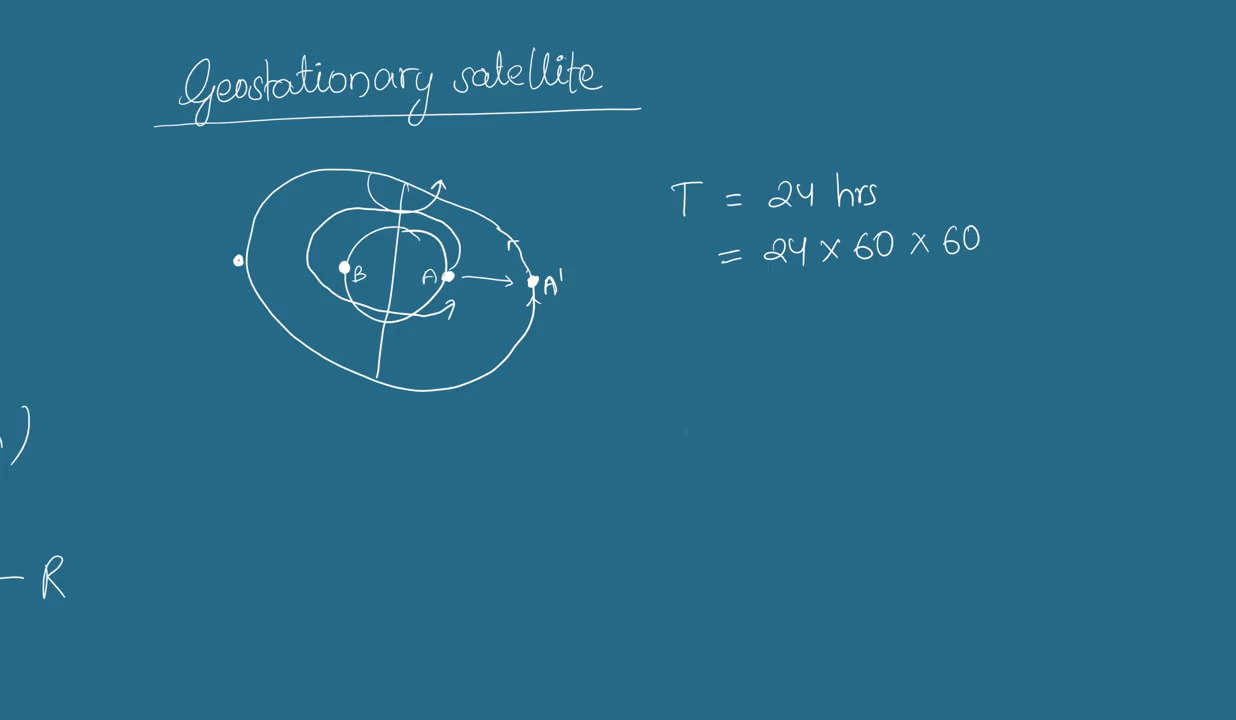 Geostationary satellite
T = 24 hrs
= 24 × 60 × 60
B A A'
)
– R